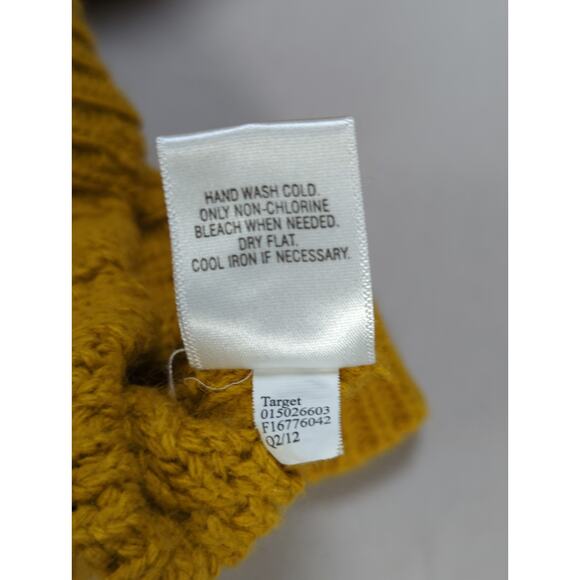 HAND WASH COLD.
ONLY NON-CHLORINE
BLEACH WHEN NEEDED.
DRY FLAT.
COOL IRON IF NECESSARY.
Target
015026603
F16776042
Q2/12